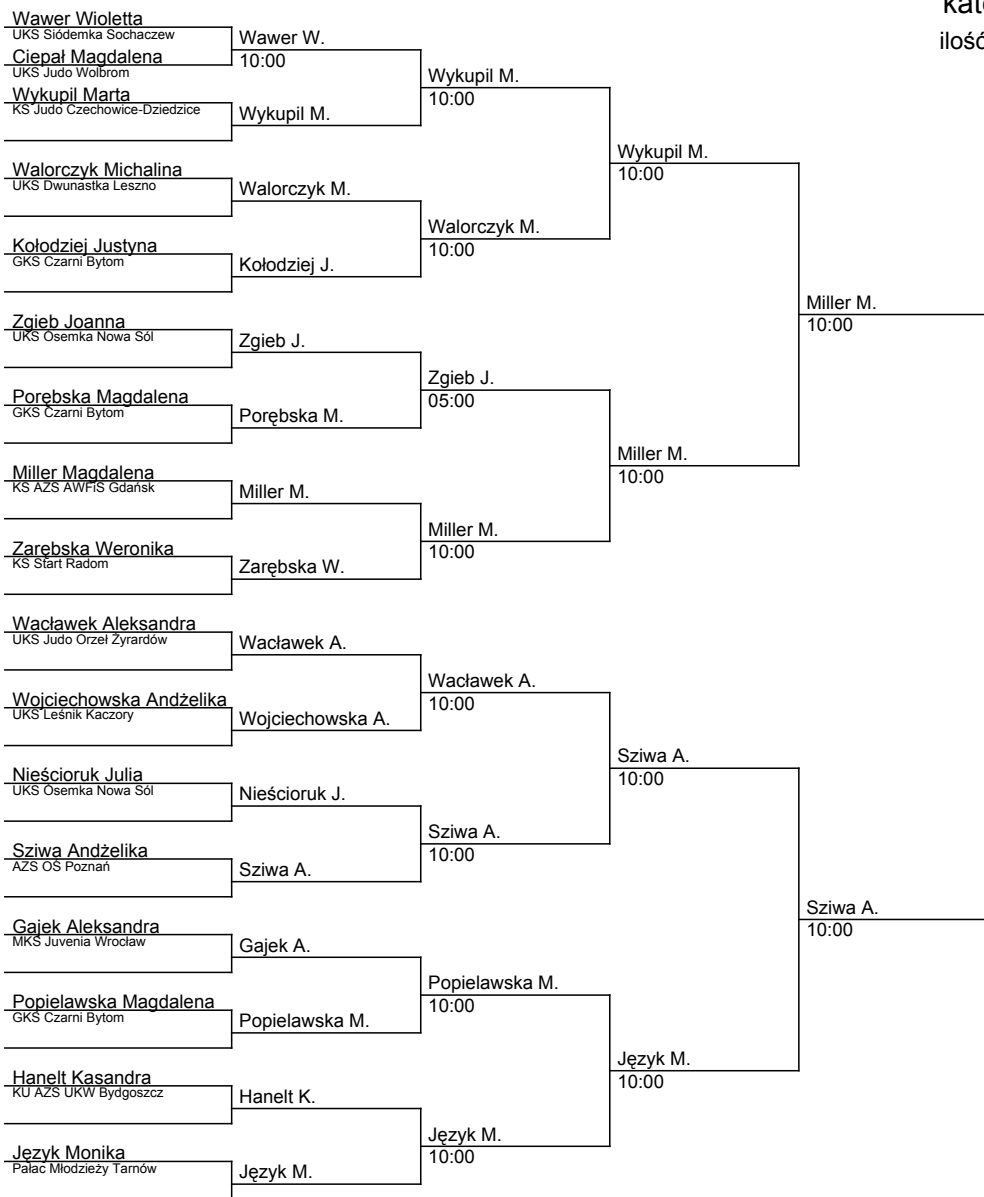 kate
ilość
Wawer Wioletta
UKS Siódemka Sochaczew
Ciepał Magdalena
UKS Judo Wolbrom
Wykupil Marta
KS Judo Czechowice-Dziedzice
Walorczyk Michalina
UKS Dwunastka Leszno
Kołodziej Justyna
GKS Czarni Bytom
Zgieb Joanna
UKS Ósemka Nowa Sól
Porębska Magdalena
GKS Czarni Bytom
Miller Magdalena
KS AZS AWFiS Gdańsk
Zarębska Weronika
KS Start Radom
Wacławek Aleksandra
UKS Judo Orzeł Żyrardów
Wojciechowska Andżelika
UKS Leśnik Kaczory
Nieścioruk Julia
UKS Ósemka Nowa Sól
Sziwa Andżelika
AZS OŚ Poznań
Gajek Aleksandra
MKS Juvenia Wrocław
Popielawska Magdalena
GKS Czarni Bytom
Hanelt Kasandra
KU AZS UKW Bydgoszcz
Język Monika
Pałac Młodzieży Tarnów
Wawer W.
10:00
Wykupil M.
Walorczyk M.
Kołodziej J.
Zgieb J.
Porębska M.
Miller M.
Zarębska W.
Wacławek A.
Wojciechowska A.
Nieścioruk J.
Sziwa A.
Gajek A.
Popielawska M.
Hanelt K.
Język M.
Wykupil M.
10:00
Walorczyk M.
10:00
Zgieb J.
05:00
Miller M.
10:00
Wacławek A.
10:00
Sziwa A.
10:00
Popielawska M.
10:00
Język M.
10:00
Wykupil M.
10:00
Miller M.
10:00
Sziwa A.
10:00
Język M.
10:00
Miller M.
10:00
Sziwa A.
10:00